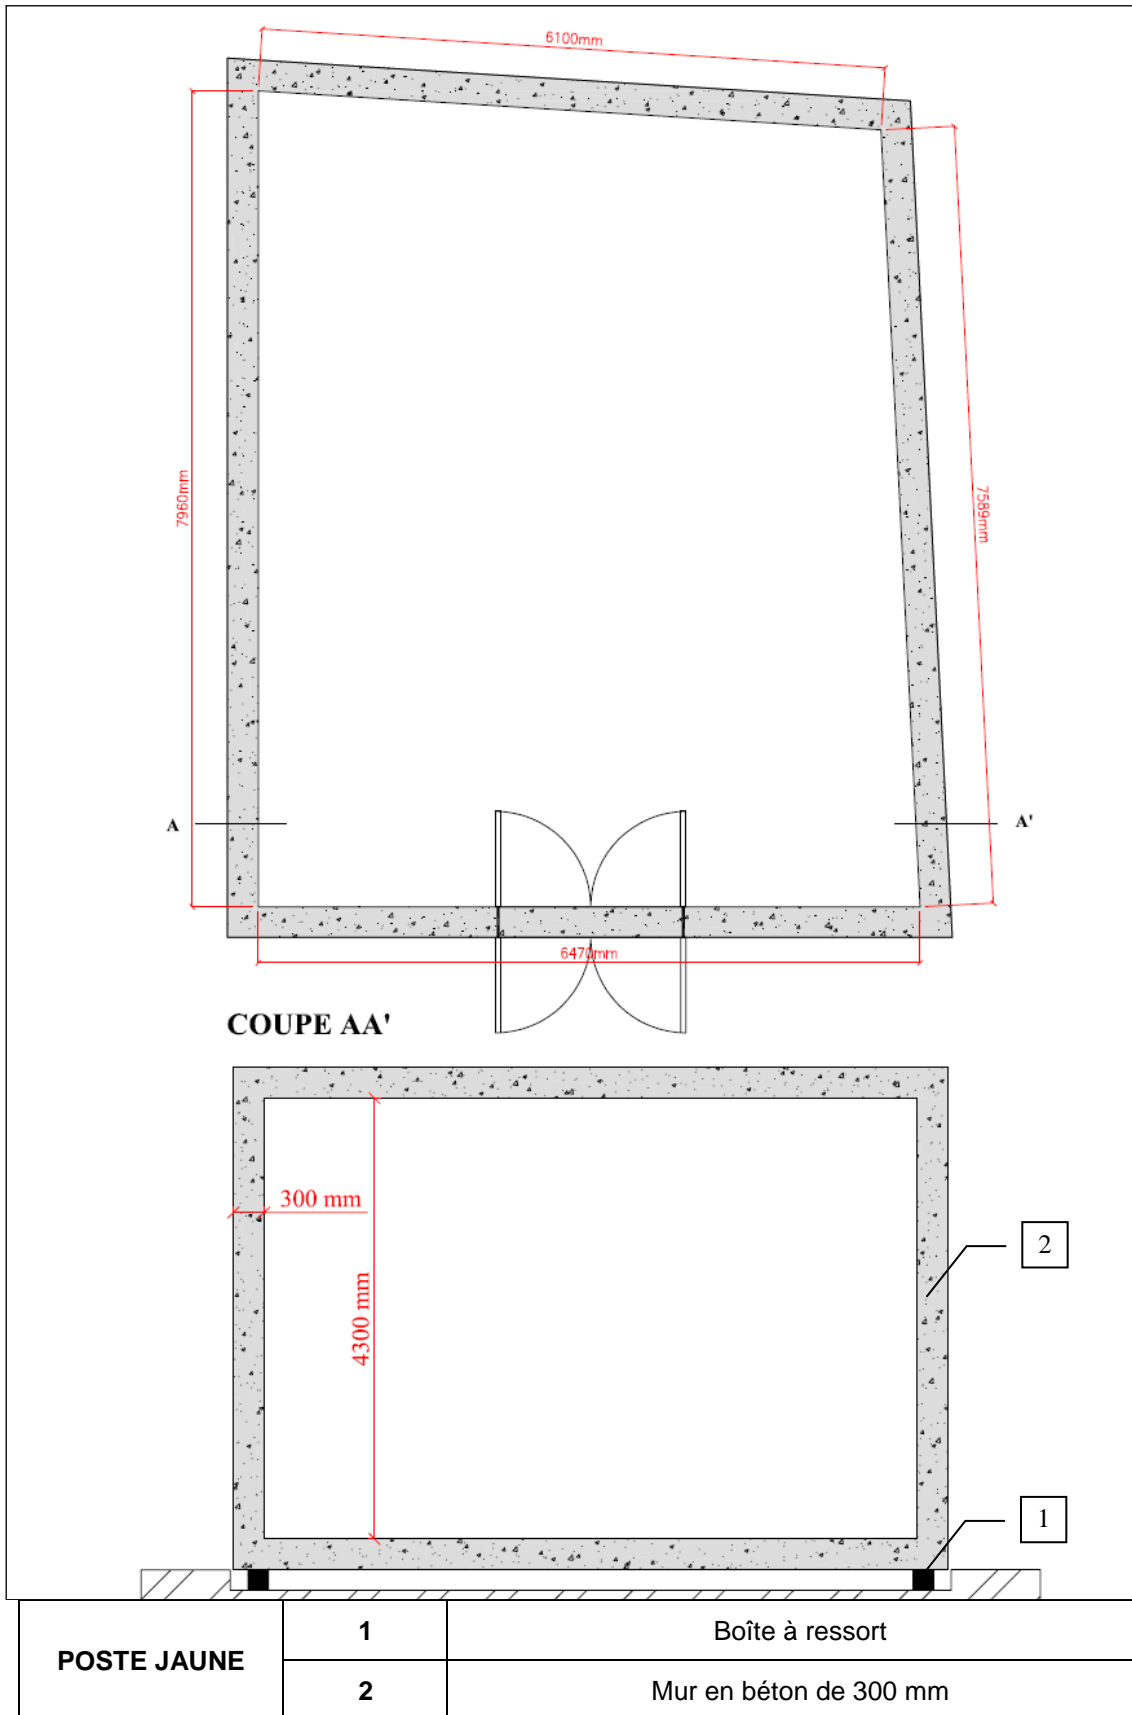 6100mm
7960mm
7589mm
A
A'
6470mm
COUPE AA'
300 mm
4300 mm
2
1
POSTE JAUNE
1 Boîte à ressort
2 Mur en béton de 300 mm